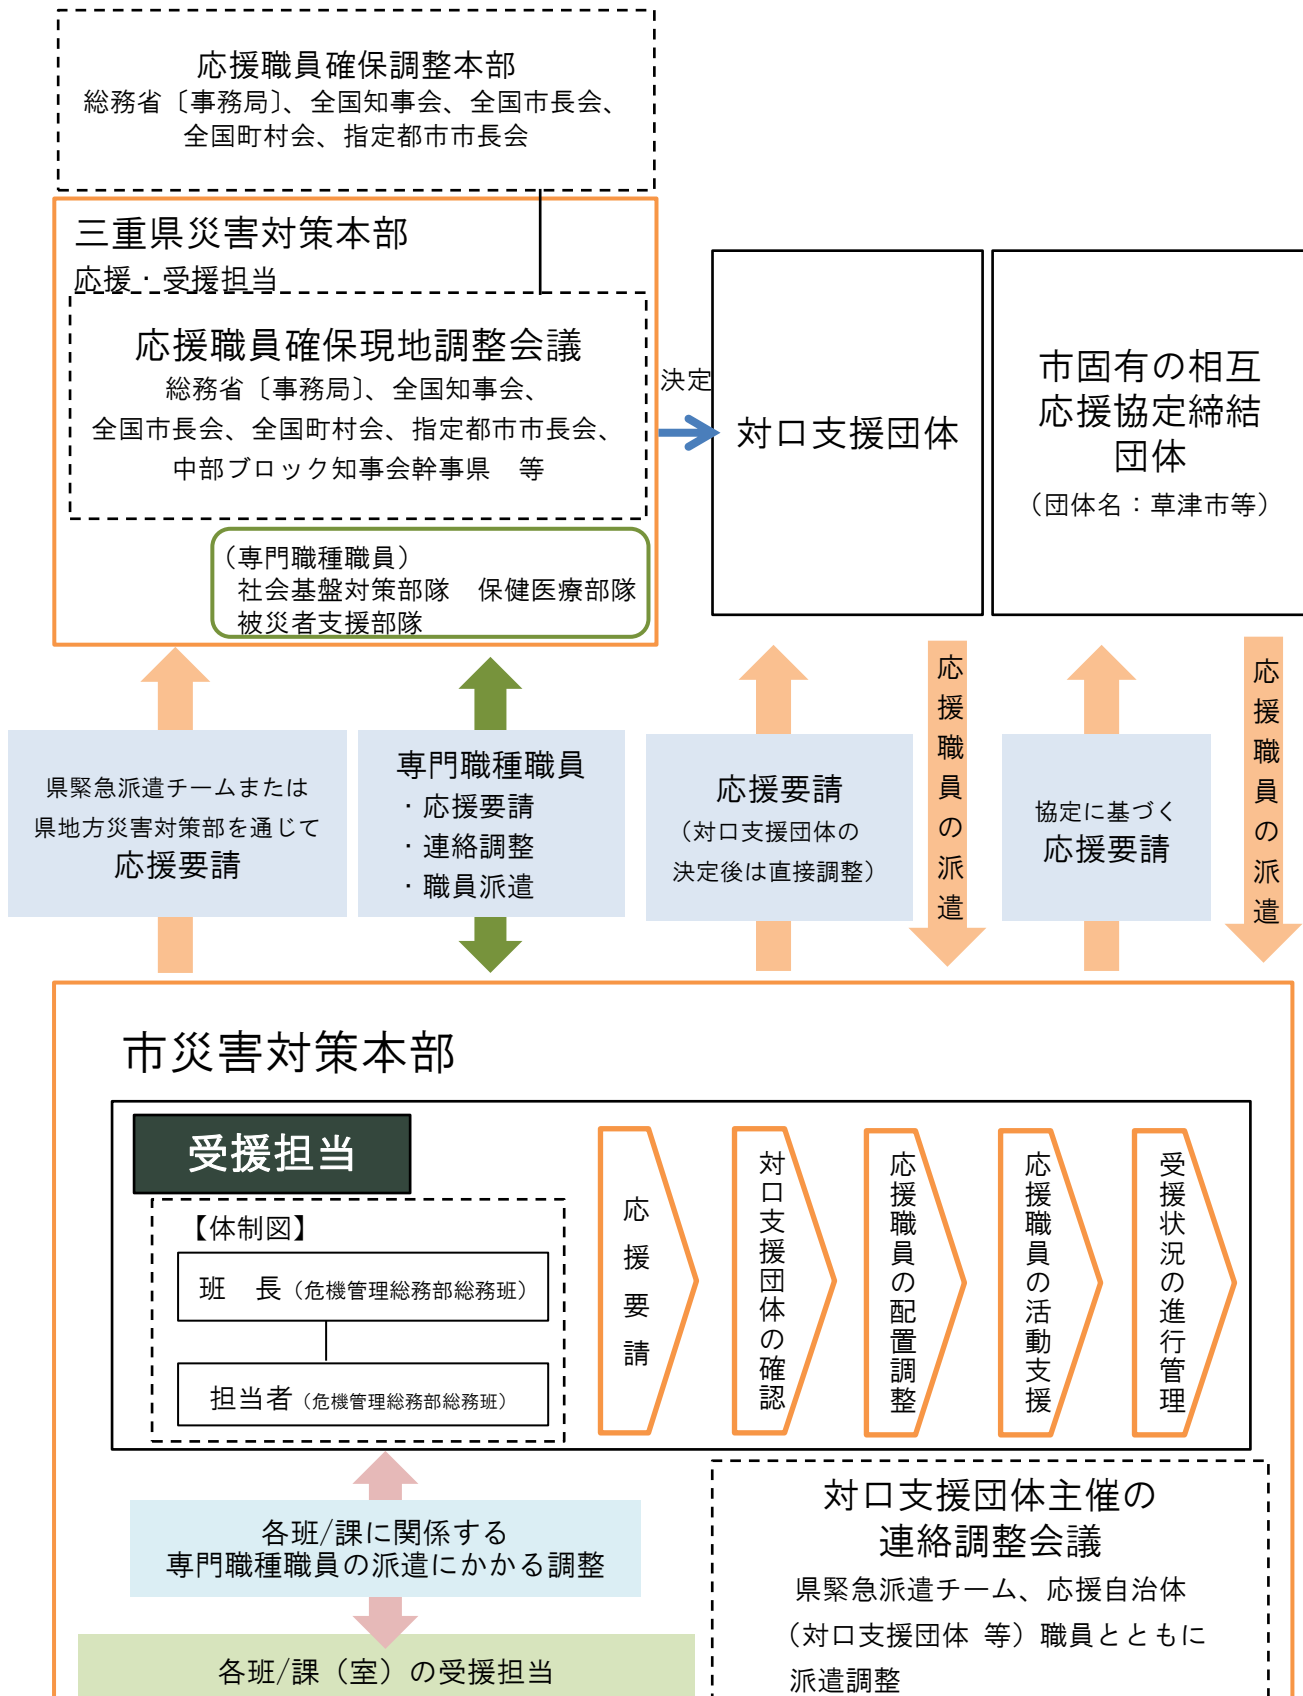 応援職員確保調整本部
総務省〔事務局〕、全国知事会、全国市長会、
全国町村会、指定都市市長会
三重県災害対策本部
応援・受援担当
応援職員確保現地調整会議
総務省〔事務局〕、全国知事会、
全国市長会、全国町村会、指定都市市長会、
中部ブロック知事会幹事県　等
（専門職種職員）
社会基盤対策部隊　保健医療部隊
被災者支援部隊
決定
対口支援団体
市固有の相互
応援協定締結
団体
（団体名：草津市等）
県緊急派遣チームまたは
県地方災害対策部を通じて
応援要請
専門職種職員
・応援要請
・連絡調整
・職員派遣
応援要請
（対口支援団体の
決定後は直接調整）
応援職員の派遣
協定に基づく
応援要請
応援職員の派遣
市災害対策本部
受援担当
【体制図】
班　長（危機管理総務部総務班）
担当者（危機管理総務部総務班）
応援要請
対口支援団体の確認
応援職員の配置調整
応援職員の活動支援
受援状況の進行管理
各班/課に関係する
専門職種職員の派遣にかかる調整
各班/課（室）の受援担当
対口支援団体主催の
連絡調整会議
県緊急派遣チーム、応援自治体
（対口支援団体 等）職員とともに
派遣調整